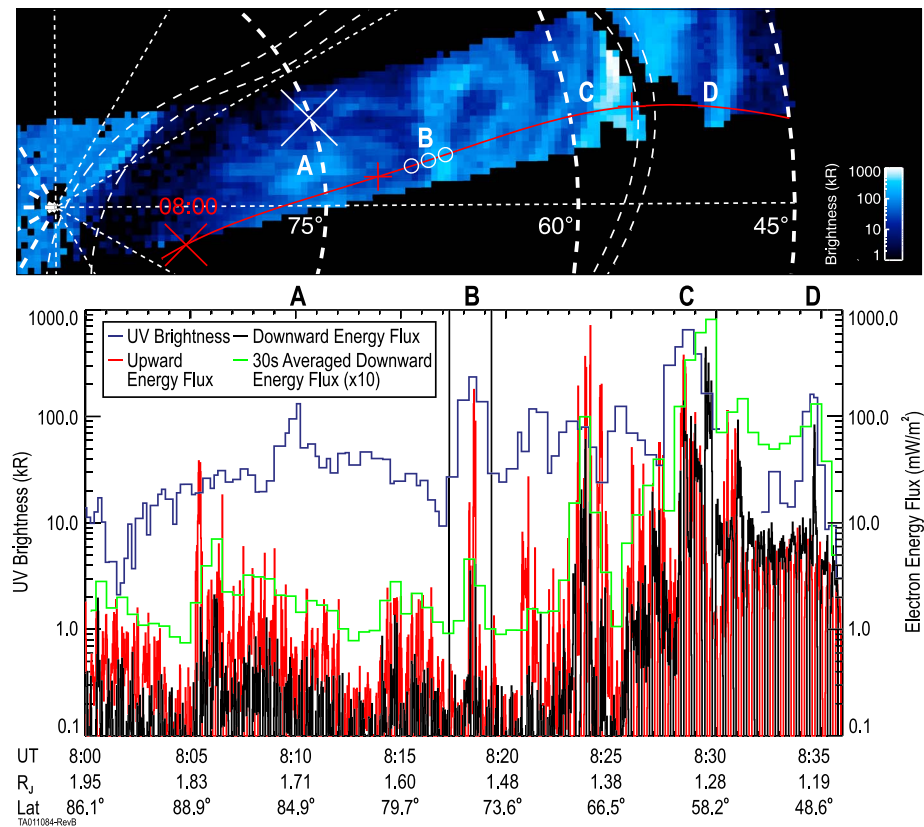 A
B
C
D
08:00
75°
60°
45°
Brightness (kR)
1000
100
10
1
A
B
C
D
UV Brightness
Downward Energy Flux
Upward Energy Flux
30s Averaged Downward Energy Flux (x10)
UV Brightness (kR)
1000.0
100.0
10.0
1.0
0.1
1000.0
100.0
10.0
1.0
0.1
Electron Energy Flux (mW/m²)
UT 8:00 8:05 8:10 8:15 8:20 8:25 8:30 8:35
RJ 1.95 1.83 1.71 1.60 1.48 1.38 1.28 1.19
Lat 86.1° 88.9° 84.9° 79.7° 73.6° 66.5° 58.2° 48.6°
TA011084-RevB